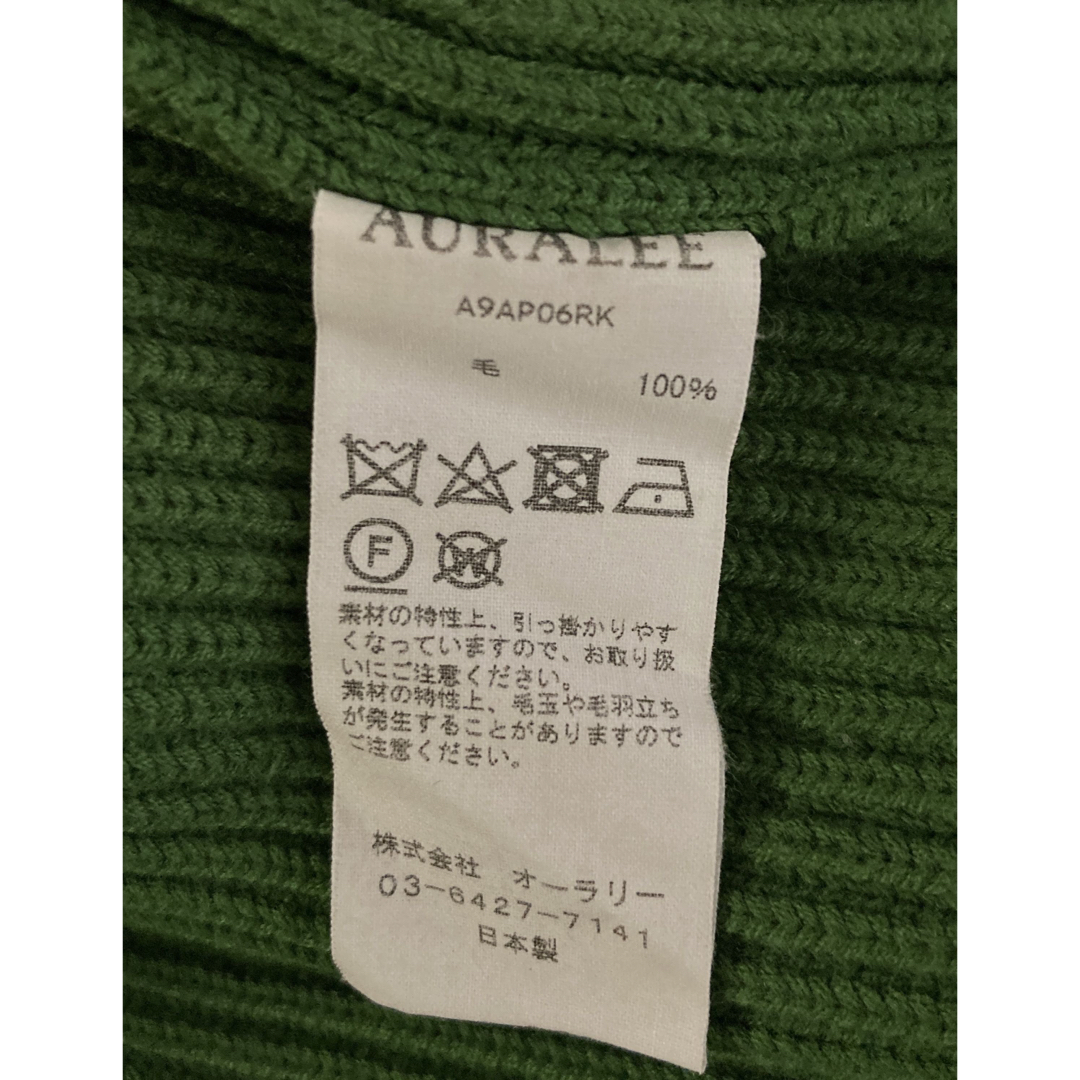 AURALEE
A9AP06RK
毛 100%
F
W
素材の特性上、引っ掛かりやす
くなっていますので、お取り扱
いにご注意ください。
素材の特性上、毛玉や毛羽立ち
が発生することがありますので
ご注意ください。
株式会社 オーラリー
03-6427-7141
日本製